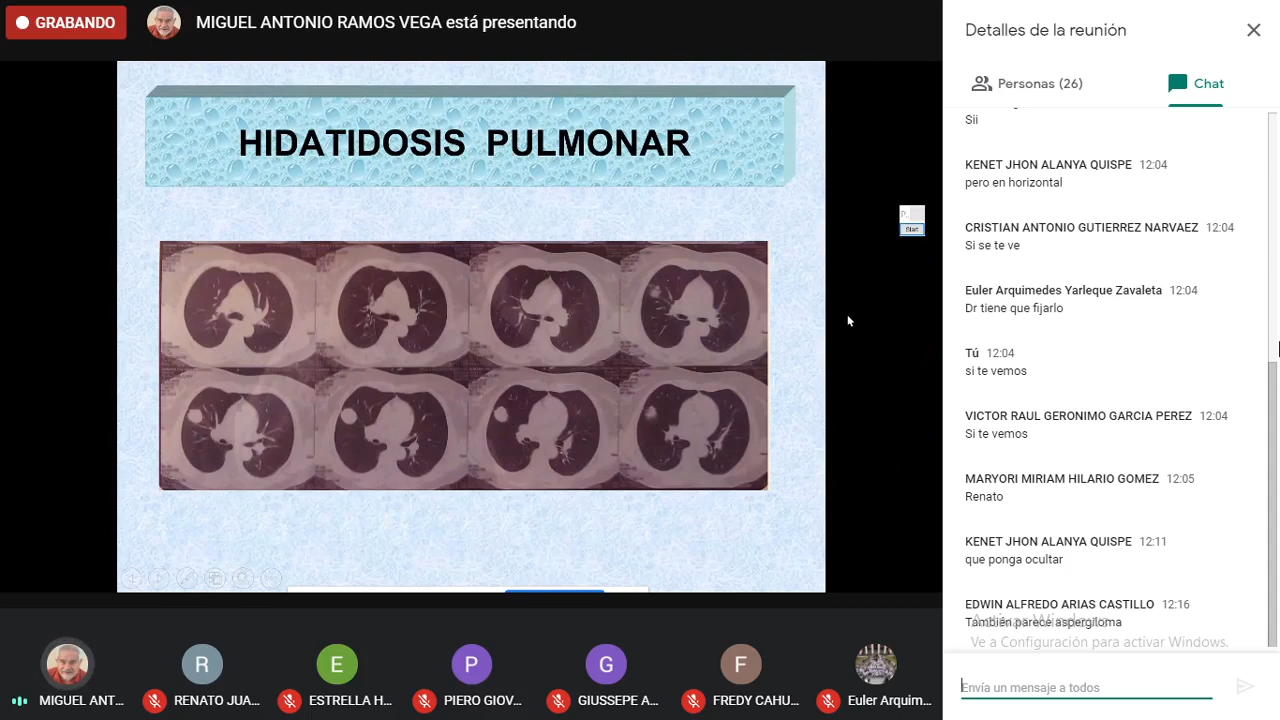 GRABANDO
MIGUEL ANTONIO RAMOS VEGA está presentando
HIDATIDOSIS PULMONAR
Start
MIGUEL ANT...
RENATO JUA...
ESTRELLA H...
PIERO GIOV...
GIUSSEPE A...
FREDY CAHU...
Euler Arquim...
R
E
P
G
F
Detalles de la reunión
Personas (26)
Chat
Sii
KENET JHON ALANYA QUISPE 12:04
pero en horizontal
CRISTIAN ANTONIO GUTIERREZ NARVAEZ 12:04
Si se te ve
Euler Arquimedes Yarleque Zavaleta 12:04
Dr tiene que fijarlo
Tú 12:04
si te vemos
VICTOR RAUL GERONIMO GARCIA PEREZ 12:04
Si te vemos
MARYORI MIRIAM HILARIO GOMEZ 12:05
Renato
KENET JHON ALANYA QUISPE 12:11
que ponga ocultar
EDWIN ALFREDO ARIAS CASTILLO 12:16
También parece aspergiloma
Activar Windows
Ve a Configuración para activar Windows.
Envía un mensaje a todos